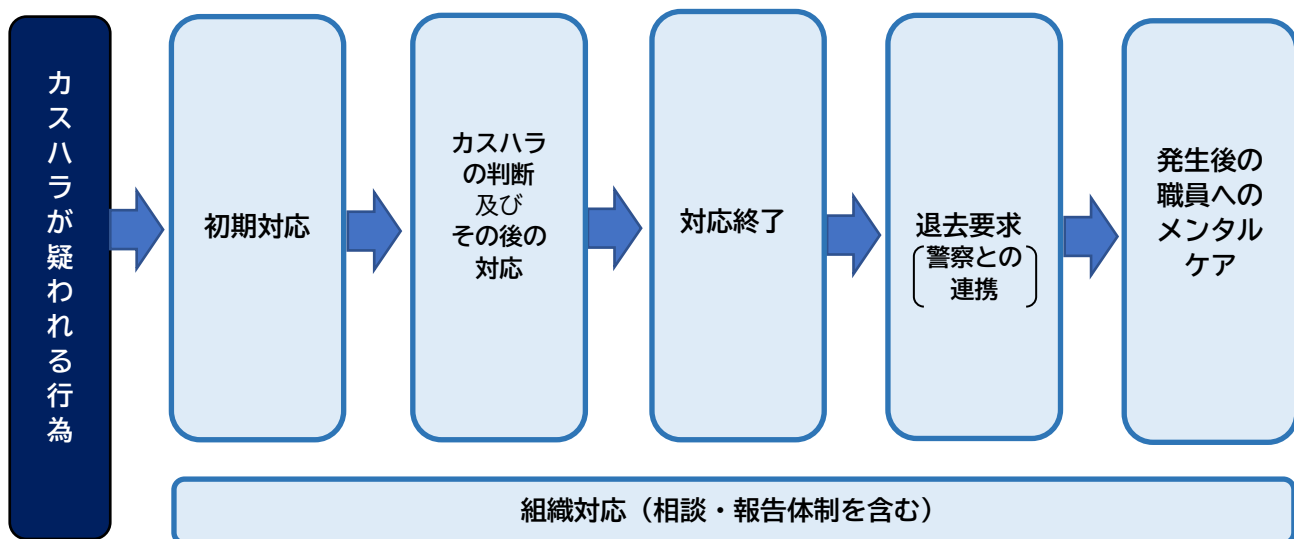 カスハラが疑われる行為
初期対応
カスハラ
の判断
及び
その後の
対応
対応終了
退去要求
警察との
連携
発生後の
職員への
メンタル
ケア
組織対応（相談・報告体制を含む）